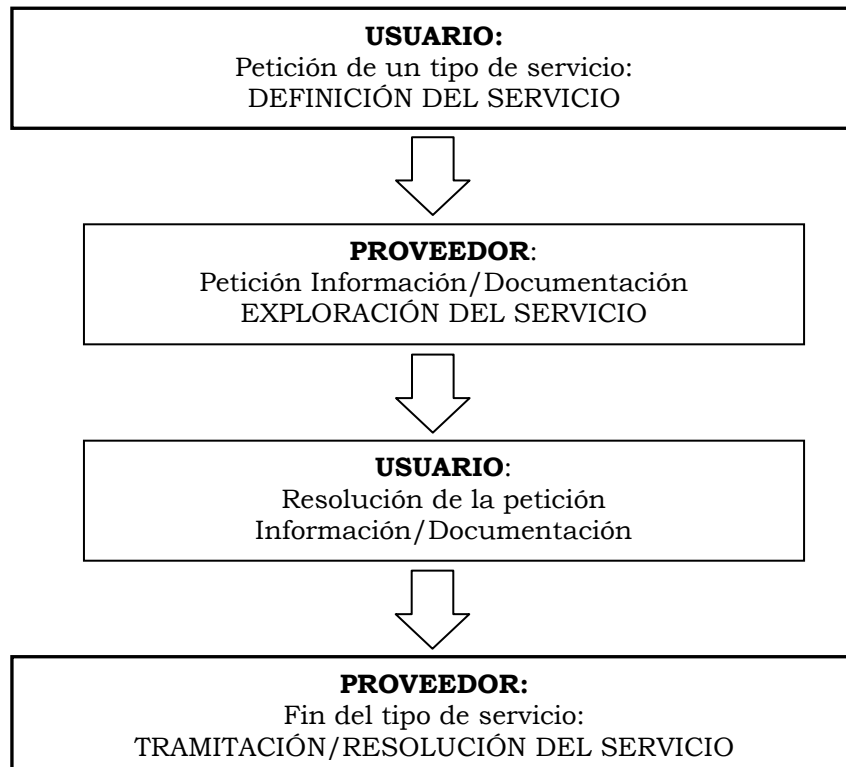 USUARIO:
Petición de un tipo de servicio:
DEFINICIÓN DEL SERVICIO
PROVEEDOR:
Petición Información/Documentación
EXPLORACIÓN DEL SERVICIO
USUARIO:
Resolución de la petición
Información/Documentación
PROVEEDOR:
Fin del tipo de servicio:
TRAMITACIÓN/RESOLUCIÓN DEL SERVICIO